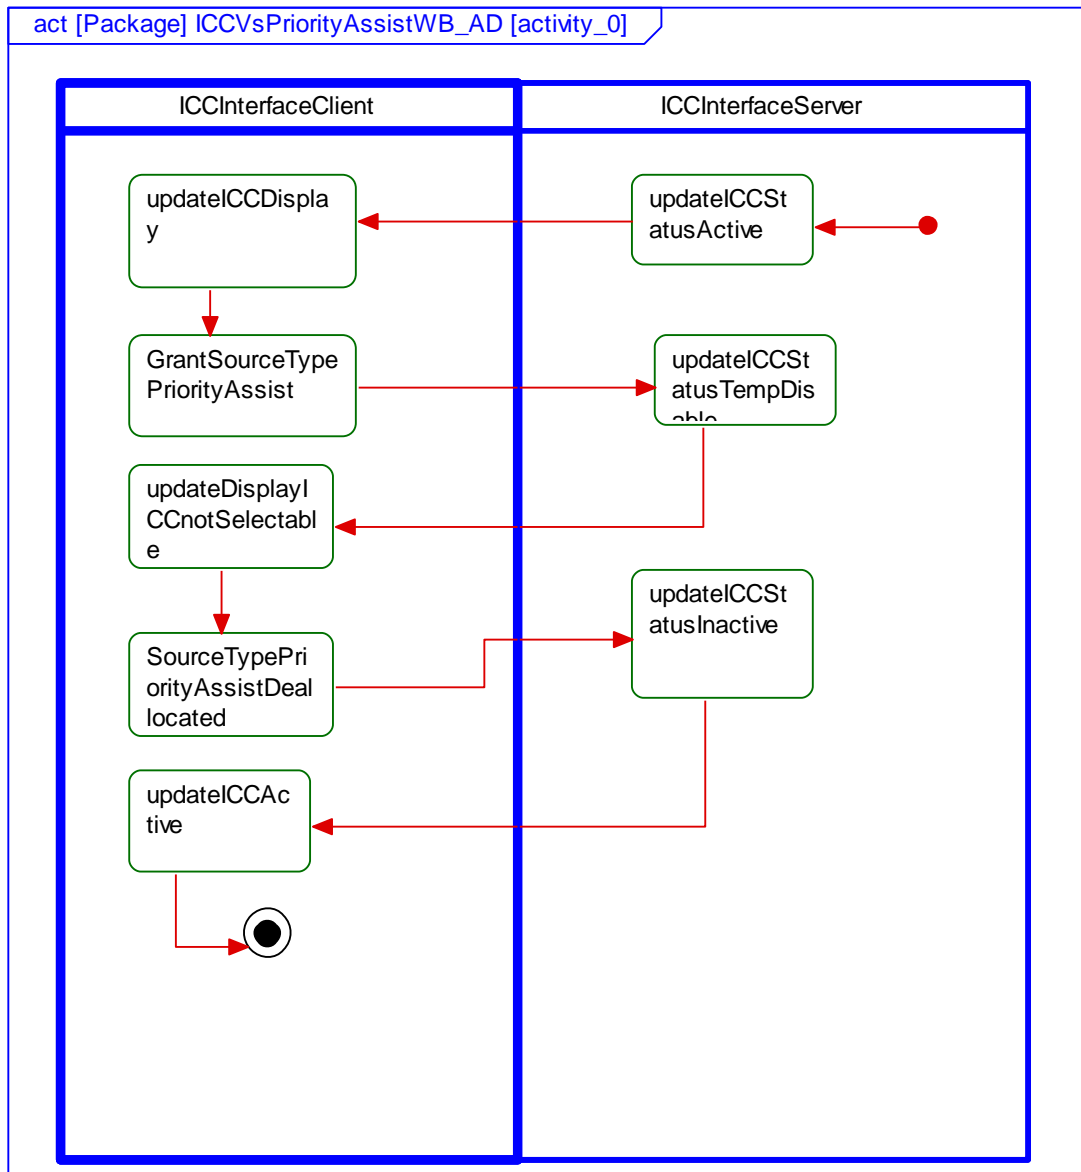 act [Package] ICCVsPriorityAssistWB_AD [activity_0]
ICCInterfaceClient
ICCInterfaceServer
updateICCDispla
y
updateICCSt
atusActive
GrantSourceType
PriorityAssist
updateICCSt
atusTempDis
able
updateDisplayI
CCnotSelectabl
e
updateICCSt
atusInactive
SourceTypePri
orityAssistDeal
located
updateICCAc
tive